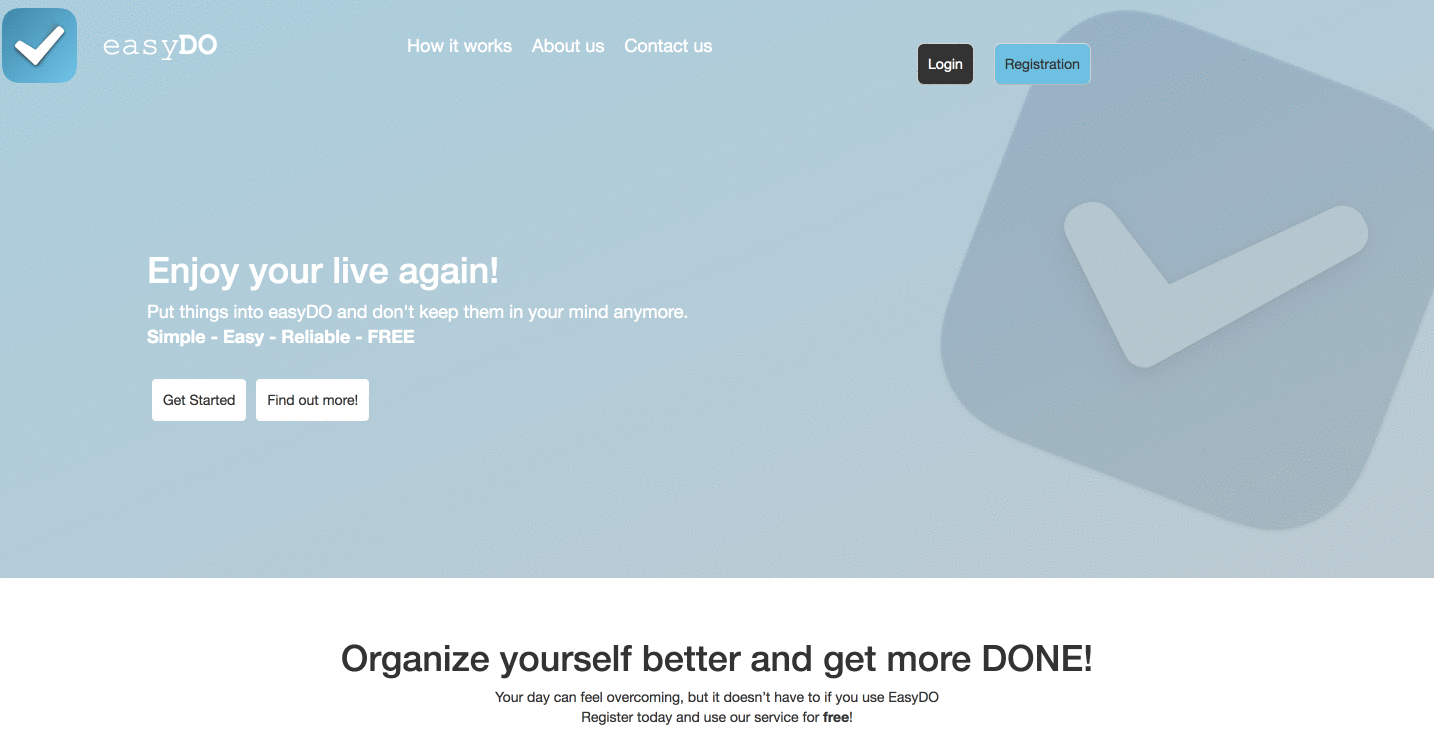 easyDO
How it works About us Contact us
Login Registration
Enjoy your live again!
Put things into easyDO and don't keep them in your mind anymore.
Simple - Easy - Reliable - FREE
Get Started Find out more!
Organize yourself better and get more DONE!
Your day can feel overcoming, but it doesn't have to if you use EasyDO
Register today and use our service for free!